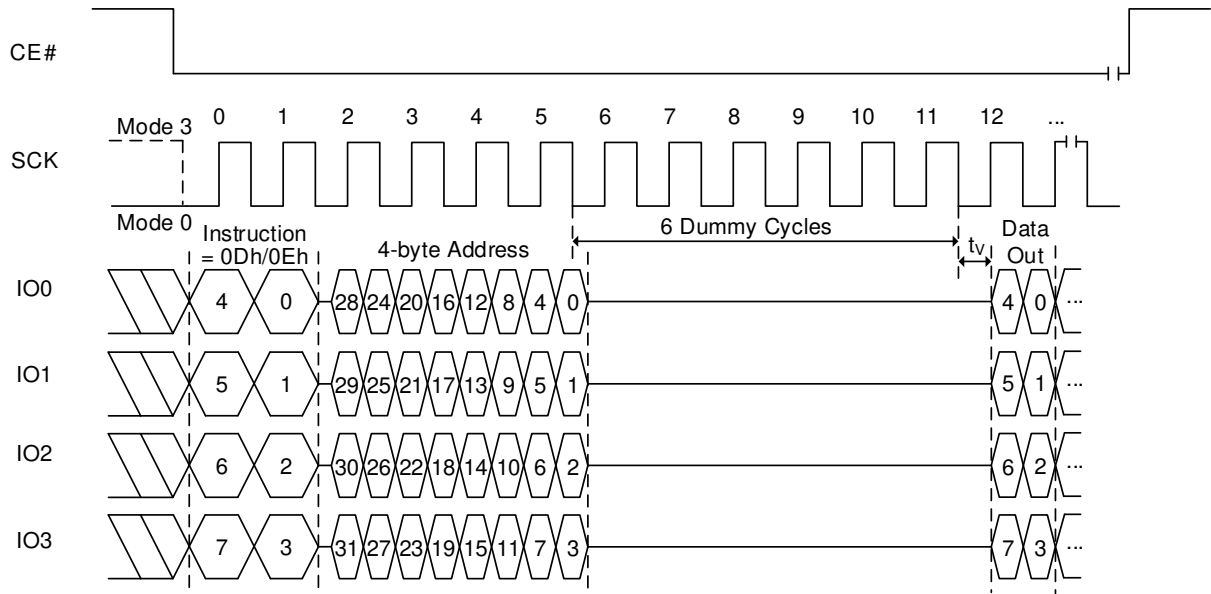 CE#
0 1 2 3 4 5 6 7 8 9 10 11 12 ...
Mode 3
SCK
Mode 0
6 Dummy Cycles
Instruction
= 0Dh/0Eh
4-byte Address
tV
Data
Out
IO0 4 0 28 24 20 16 12 8 4 0 4 0 ...
IO1 5 1 29 25 21 17 13 9 5 1 5 1 ...
IO2 6 2 30 26 22 18 14 10 6 2 6 2 ...
IO3 7 3 31 27 23 19 15 11 7 3 7 3 ...